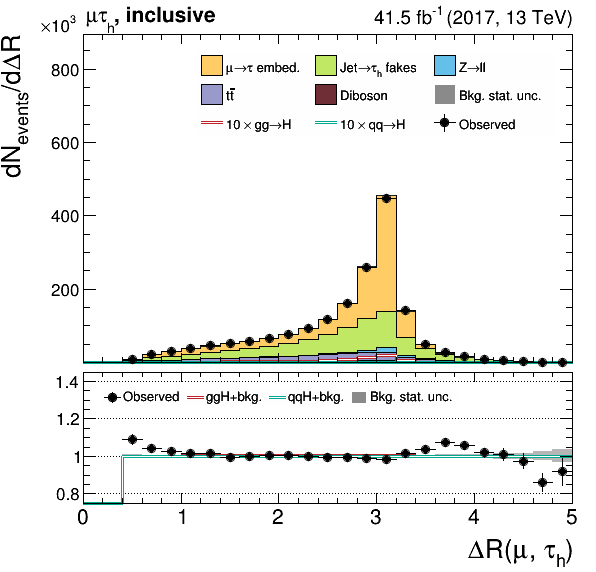 ×10³ μτₕ, inclusive 41.5 fb⁻¹ (2017, 13 TeV)
dN_events/dΔR
800
600
400
200
μ→τ embed. Jet→τₕ fakes Z→ll
tt̄ Diboson Bkg. stat. unc.
10 × gg→H 10 × qq→H Observed
1.4
1.2
1
0.8
Observed ggH+bkg. qqH+bkg. Bkg. stat. unc.
0 1 2 3 4 5
ΔR(μ, τₕ)